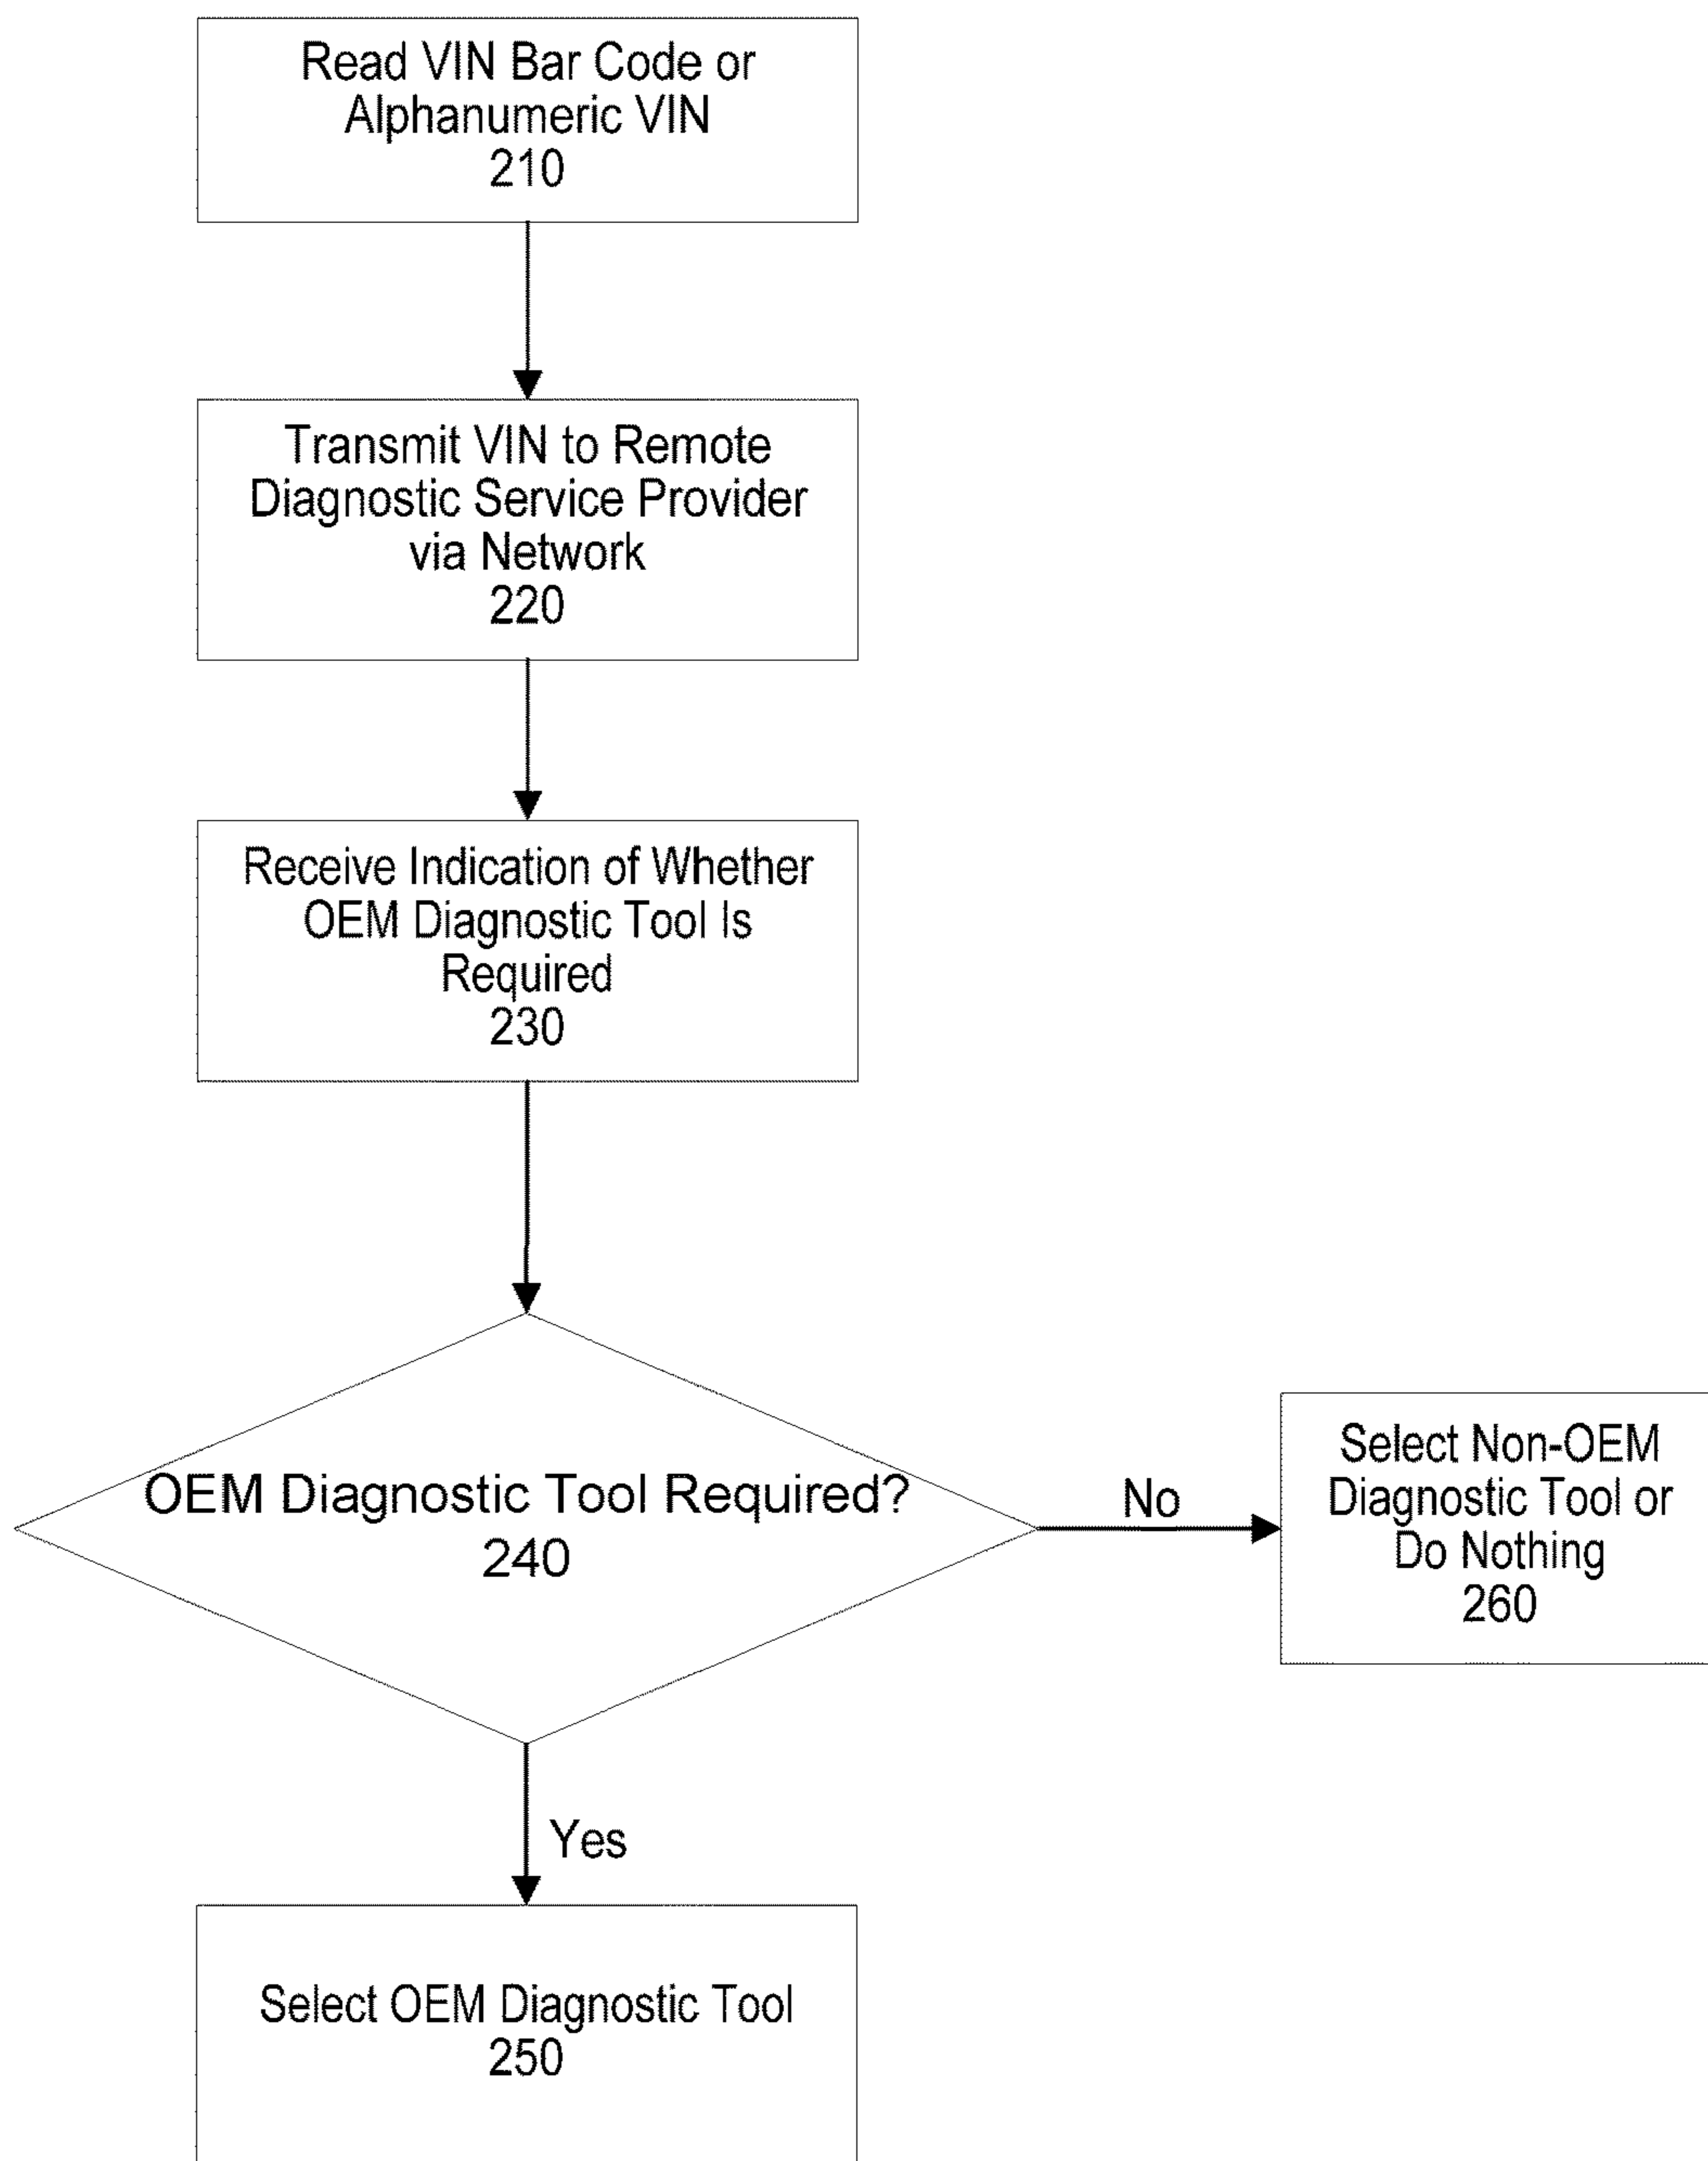 Read VIN Bar Code or
Alphanumeric VIN
210
Transmit VIN to Remote
Diagnostic Service Provider
via Network
220
Receive Indication of Whether
OEM Diagnostic Tool Is
Required
230
OEM Diagnostic Tool Required?
240
No
Select Non-OEM
Diagnostic Tool or
Do Nothing
260
Yes
Select OEM Diagnostic Tool
250